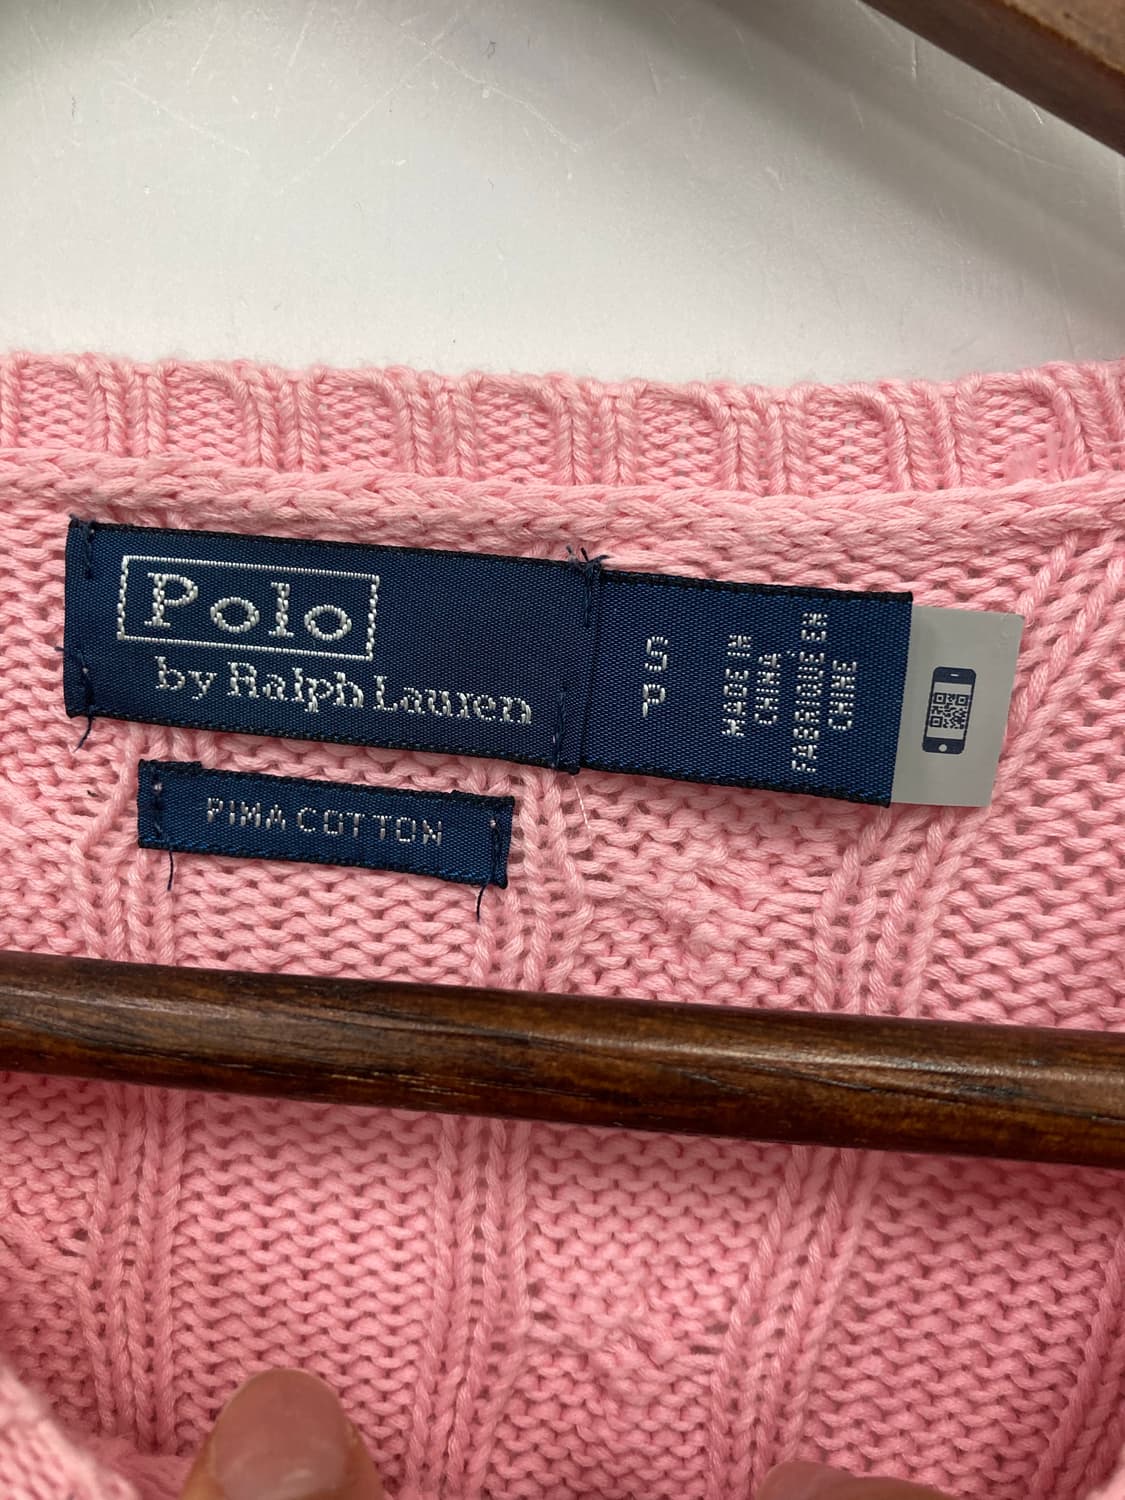 Polo
by Ralph Lauren
S
P
MADE IN
CHINA
FABRIQUÉ EN
CHINE
PIMA COTTON